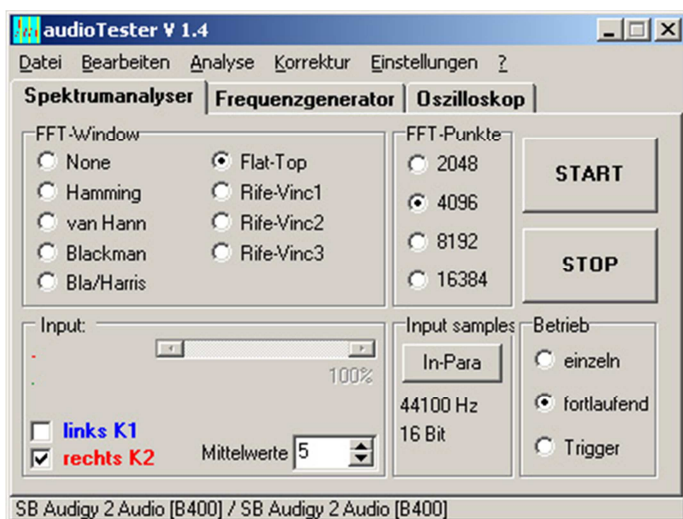 audioTester V 1.4
Datei Bearbeiten Analyse Korrektur Einstellungen ?
Spektrumanalyser Frequenzgenerator Oszilloskop
FFT-Window
None
Hamming
van Hann
Blackman
Bla/Harris
Flat-Top
Rife-Vinc1
Rife-Vinc2
Rife-Vinc3
FFT-Punkte
2048
4096
8192
16384
START
STOP
Input:
100%
links K1
rechts K2
Mittelwerte 5
Input samples
In-Para
44100 Hz
16 Bit
Betrieb
einzeln
fortlaufend
Trigger
SB Audigy 2 Audio [B400] / SB Audigy 2 Audio [B400]